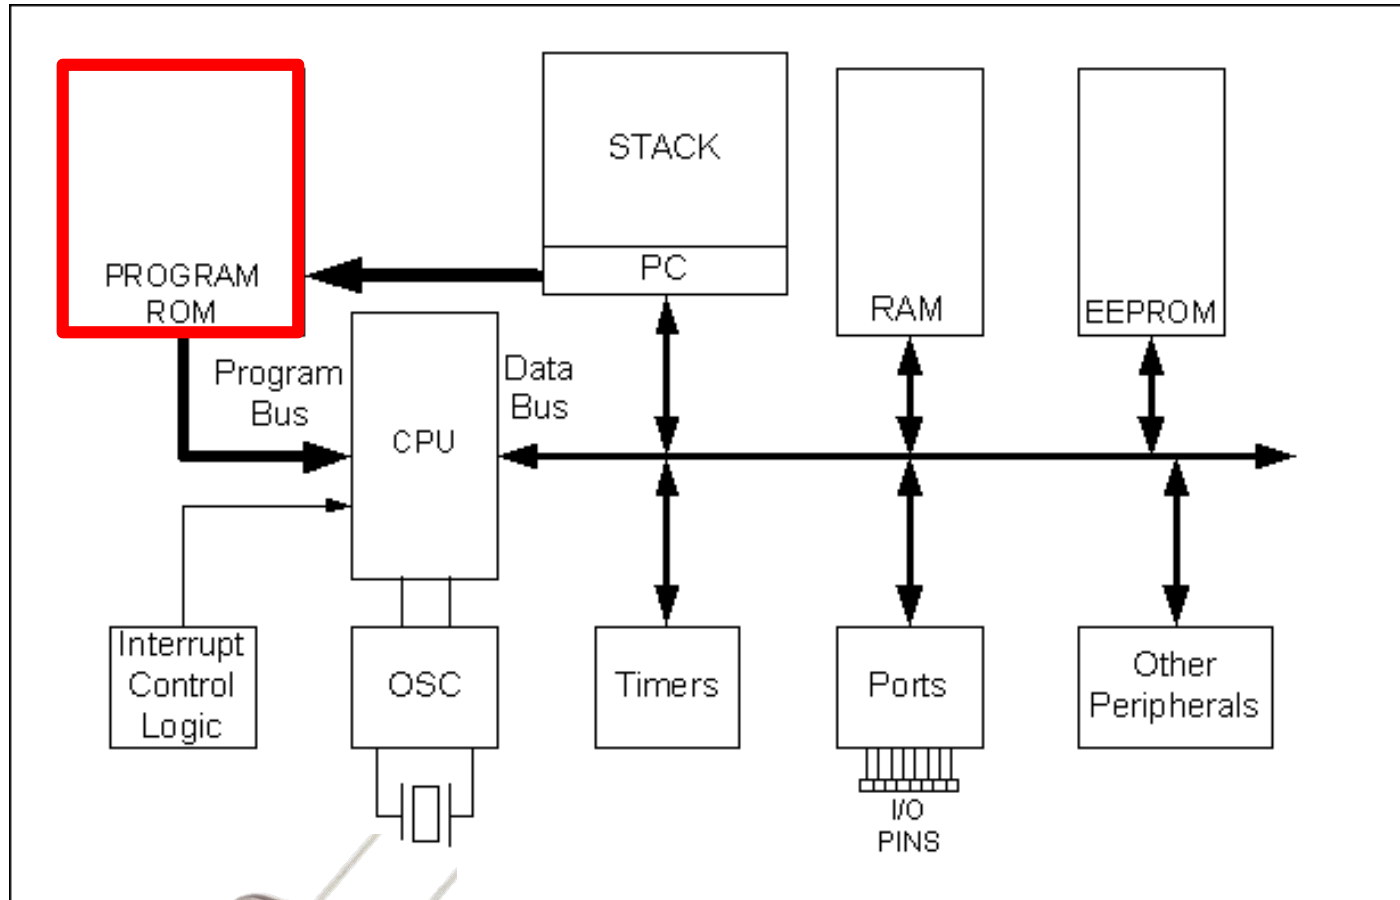 STACK
PC
PROGRAM
ROM
RAM
EEPROM
Program
Bus
CPU
Data
Bus
Interrupt
Control
Logic
OSC
Timers
Ports
Other
Peripherals
I/O
PINS